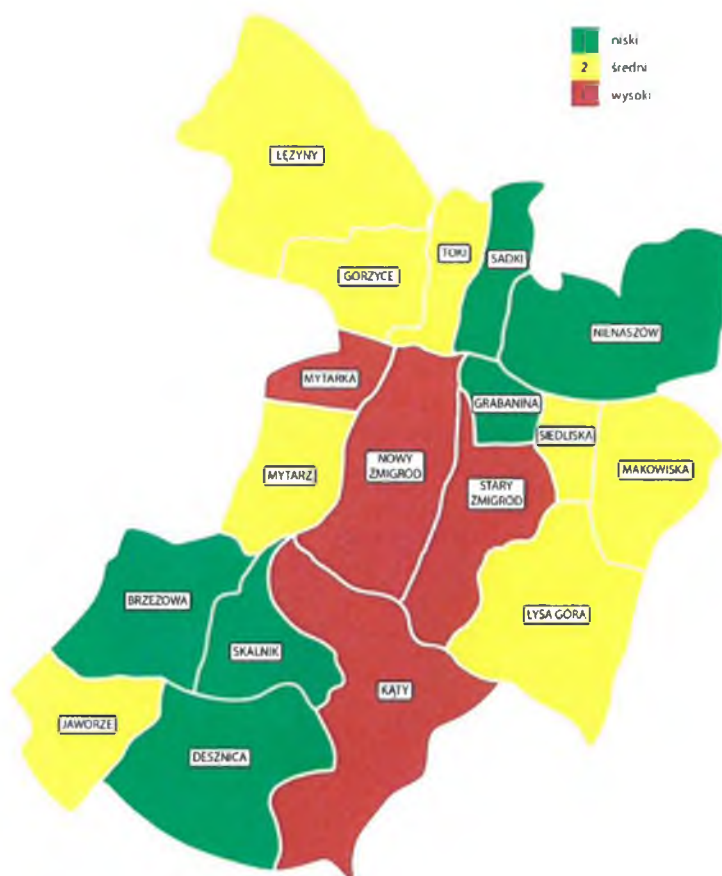 niski
2 średni
wysoki
ŁĘŻYNY
TOKI
SADKI
GORZYCE
NIENASZÓW
MYTARKA
GRABANINA
SIEDLISKA
MAKOWISKA
NOWY
ŻMIGRÓD
MYTARZ
STARY
ŻMIGRÓD
BRZEZOWA
ŁYSA GÓRA
SKALNIK
KĄTY
JAWORZE
DESZNICA